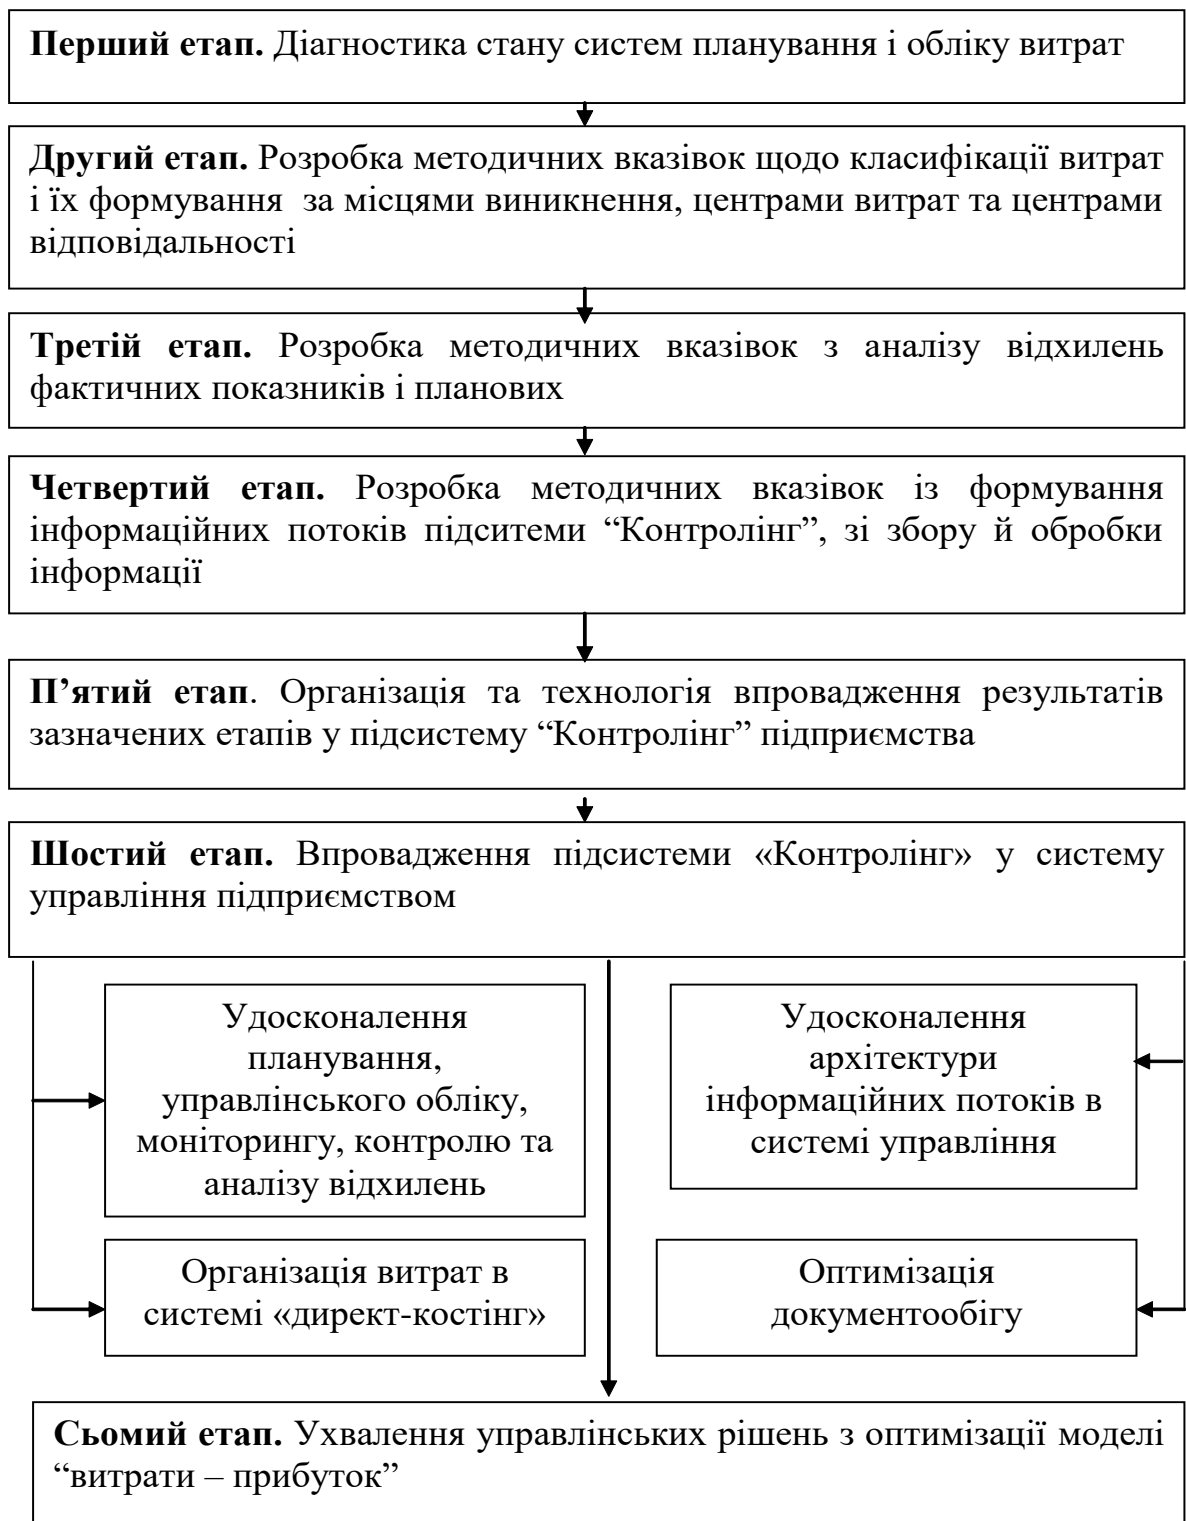 Перший етап. Діагностика стану систем планування і обліку витрат
Другий етап. Розробка методичних вказівок щодо класифікації витрат
і їх формування за місцями виникнення, центрами витрат та центрами
відповідальності
Третій етап. Розробка методичних вказівок з аналізу відхилень
фактичних показників і планових
Четвертий етап. Розробка методичних вказівок із формування
інформаційних потоків підситеми “Контролінг”, зі збору й обробки
інформації
П’ятий етап. Організація та технологія впровадження результатів
зазначених етапів у підсистему “Контролінг” підприємства
Шостий етап. Впровадження підсистеми «Контролінг» у систему
управління підприємством
Удосконалення
планування,
управлінського обліку,
моніторингу, контролю та
аналізу відхилень
Удосконалення
архітектури
інформаційних потоків в
системі управління
Організація витрат в
системі «директ-костінг»
Оптимізація
документообігу
Сьомий етап. Ухвалення управлінських рішень з оптимізації моделі
“витрати – прибуток”